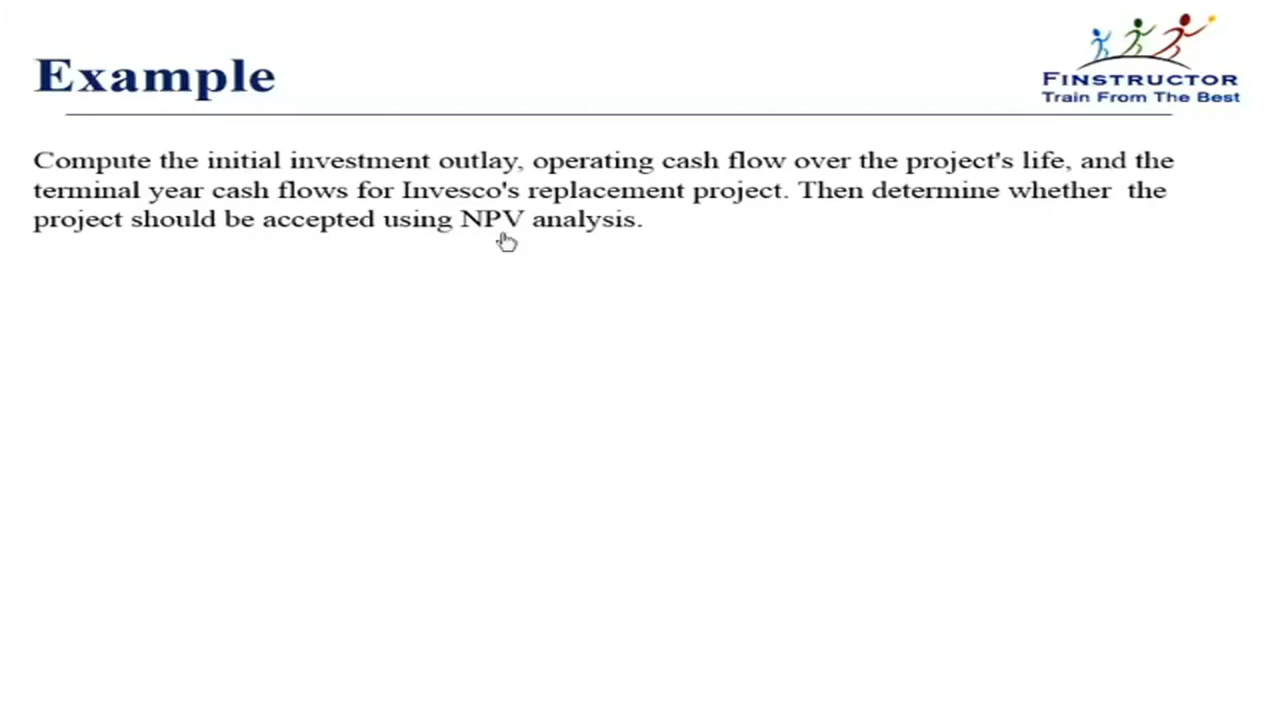 Example
FINSTRUCTOR
Train From The Best
Compute the initial investment outlay, operating cash flow over the project's life, and the
terminal year cash flows for Invesco's replacement project. Then determine whether the
project should be accepted using NPV analysis.